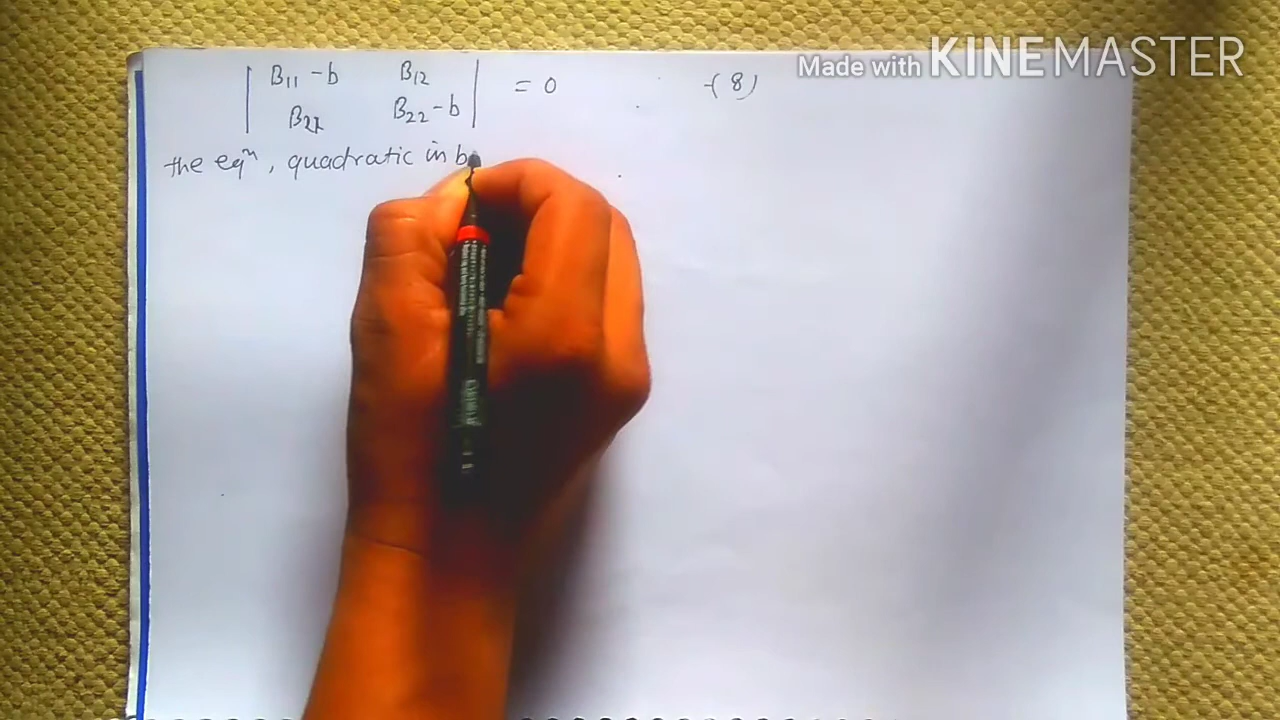 Made with KINEMASTER
| B₁₁ - b B₁₂ | = 0 -(8)
| B₂₁ B₂₂ - b |
the eqⁿ, quadratic in b